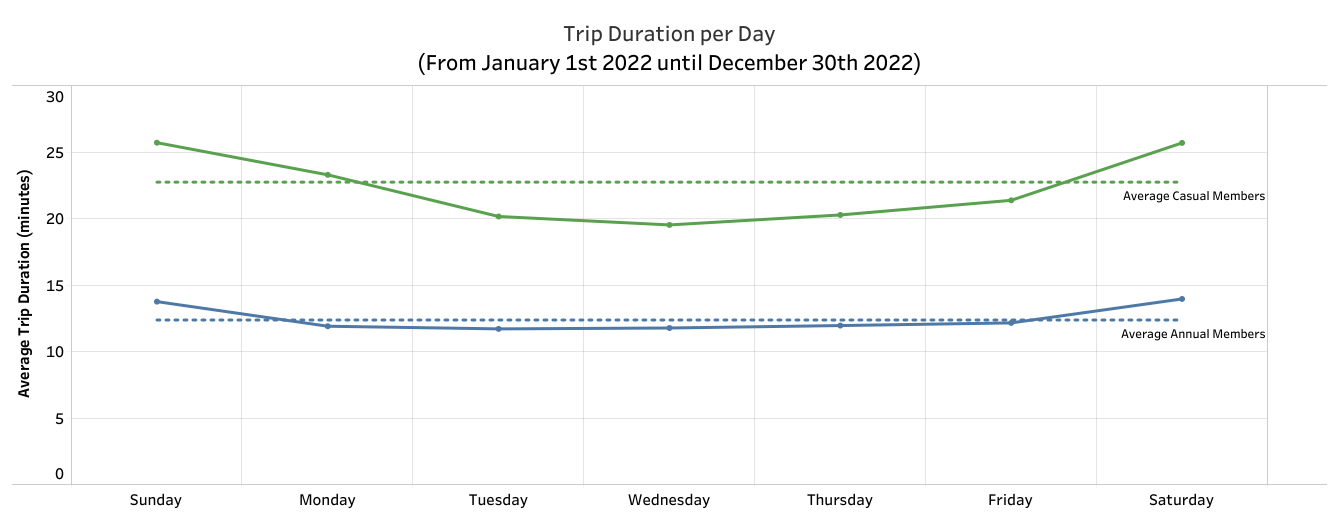 Trip Duration per Day
(From January 1st 2022 until December 30th 2022)
Average Trip Duration (minutes)
30
25
20
15
10
5
0
Average Casual Members
Average Annual Members
Sunday Monday Tuesday Wednesday Thursday Friday Saturday